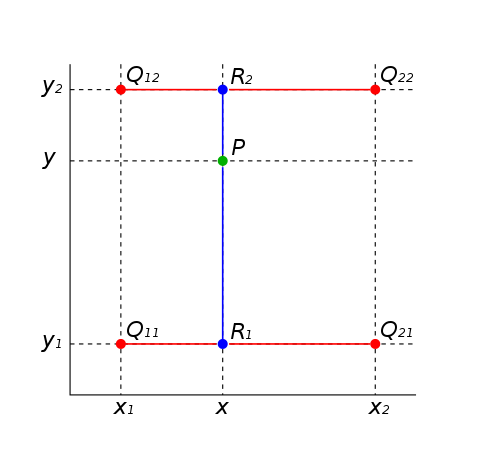 Q₁₂ R₂ Q₂₂
y₂
P
y
Q₁₁ R₁ Q₂₁
y₁
x₁ x x₂